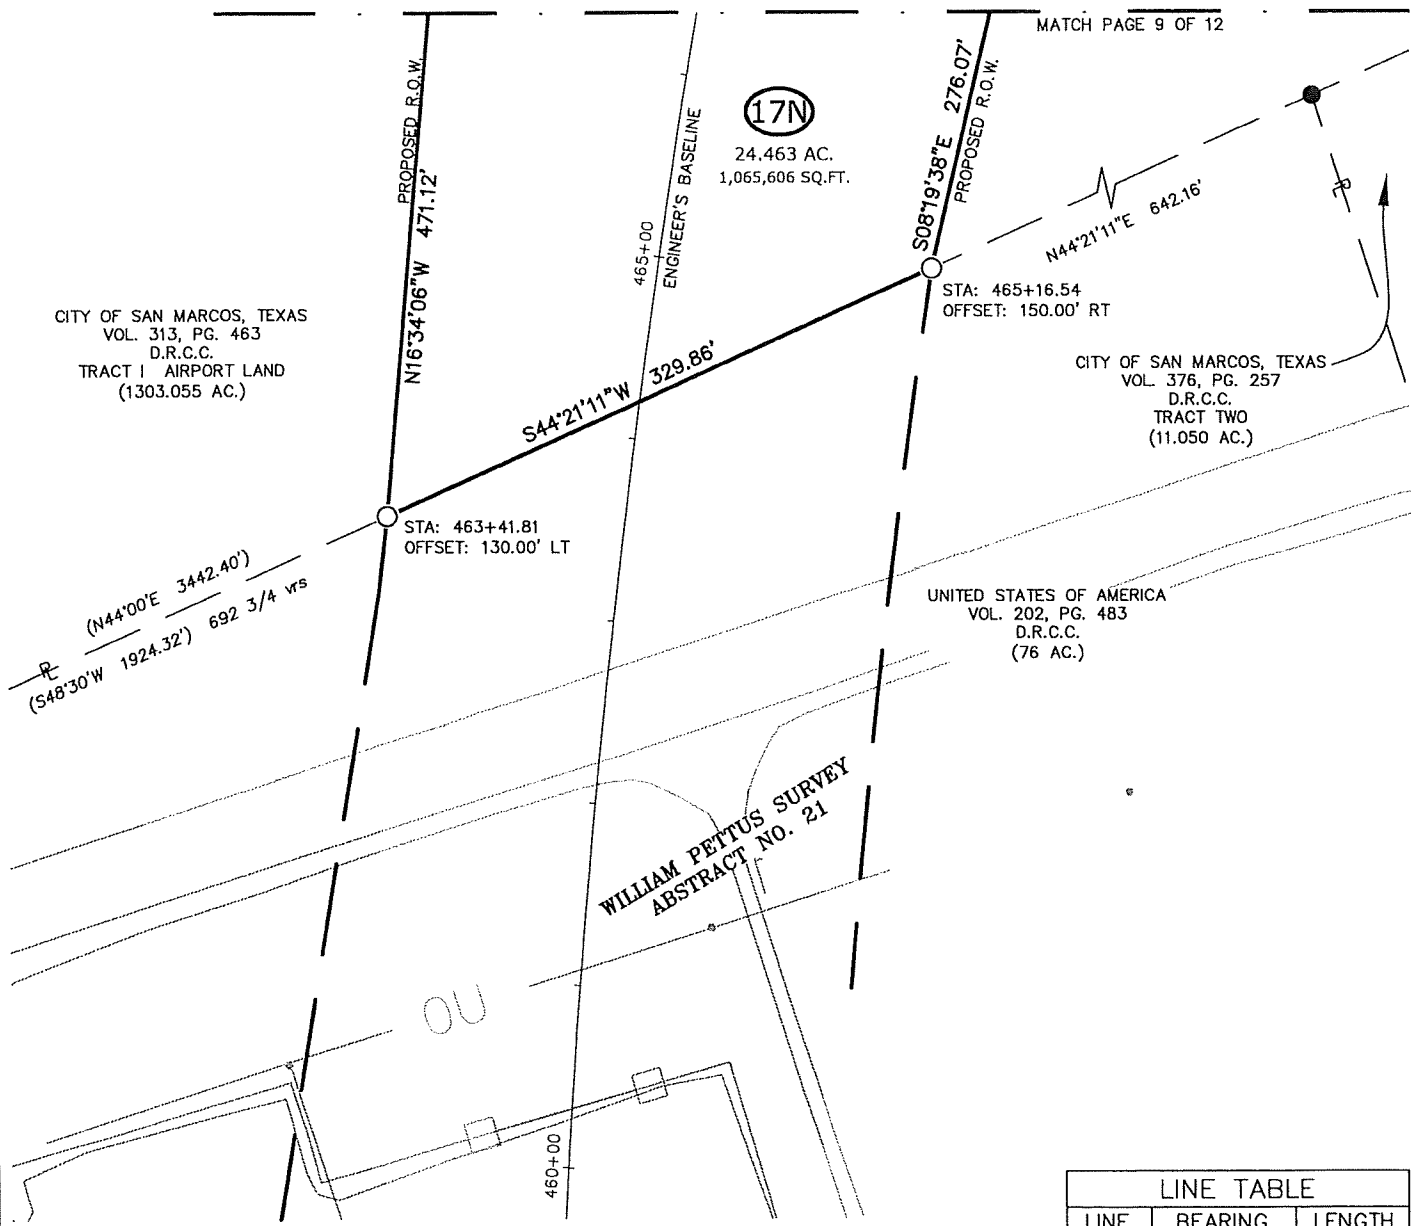 MATCH PAGE 9 OF 12
PROPOSED R.O.W.
N16°34'06"W 471.12'
ENGINEER'S BASELINE
465+00
17N
24.463 AC.
1,065,606 SQ.FT.
S08°19'38"E 276.07'
PROPOSED R.O.W.
N44°21'11"E 642.16'
PL
STA: 465+16.54
OFFSET: 150.00' RT
CITY OF SAN MARCOS, TEXAS
VOL. 313, PG. 463
D.R.C.C.
TRACT I AIRPORT LAND
(1303.055 AC.)
S44°21'11"W 329.86'
CITY OF SAN MARCOS, TEXAS
VOL. 376, PG. 257
D.R.C.C.
TRACT TWO
(11.050 AC.)
STA: 463+41.81
OFFSET: 130.00' LT
(N44°00'E 3442.40')
PL
(S48°30'W 1924.32') 692 3/4 vrs
UNITED STATES OF AMERICA
VOL. 202, PG. 483
D.R.C.C.
(76 AC.)
WILLIAM PETTUS SURVEY
ABSTRACT NO. 21
OU
460+00
LINE TABLE
LINE BEARING LENGTH